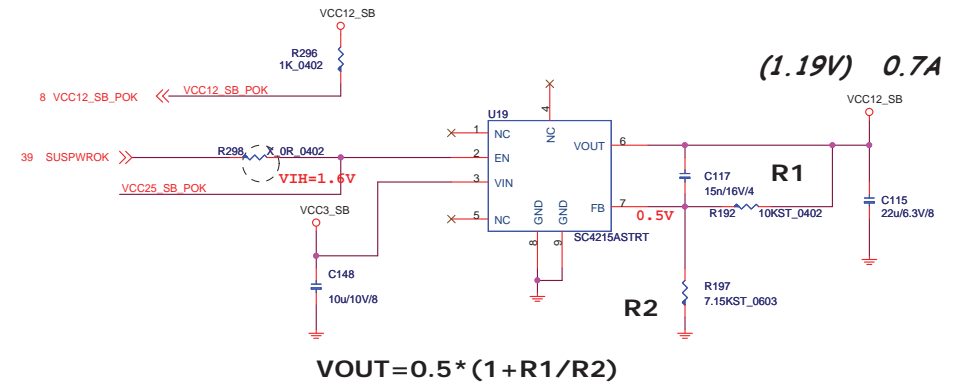 VCC12_SB
R296
1K_0402
(1.19V) 0.7A
8 VCC12_SB_POK
VCC12_SB_POK
VCC12_SB
U19
4
NC
1
NC
VOUT
6
39 SUSPWROK
R298
X_0R_0402
2
EN
VIH=1.6V
C117
15n/16V/4
R1
3
VIN
VCC25_SB_POK
C115
22u/6.3V/8
VCC3_SB
5
NC
GND
GND
FB
7
0.5V
R192
10KST_0402
8
9
SC4215ASTRT
C148
10u/10V/8
R197
7.15KST_0603
R2
VOUT=0.5*(1+R1/R2)